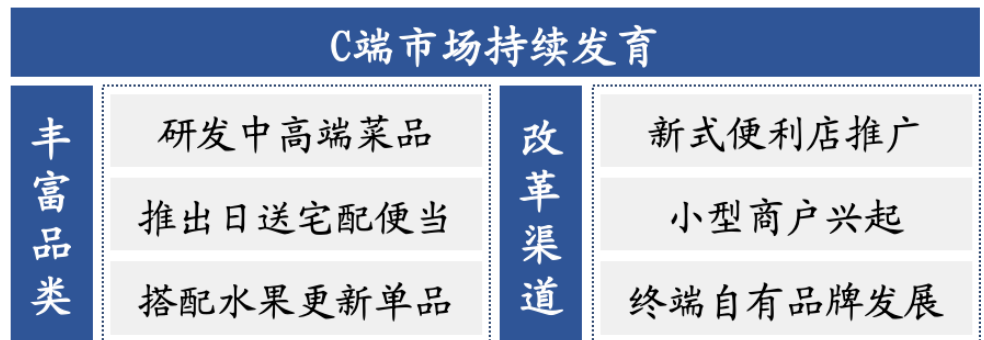 C端市场持续发育
丰富品类
研发中高端菜品
推出日送宅配便当
搭配水果更新单品
改革渠道
新式便利店推广
小型商户兴起
终端自有品牌发展